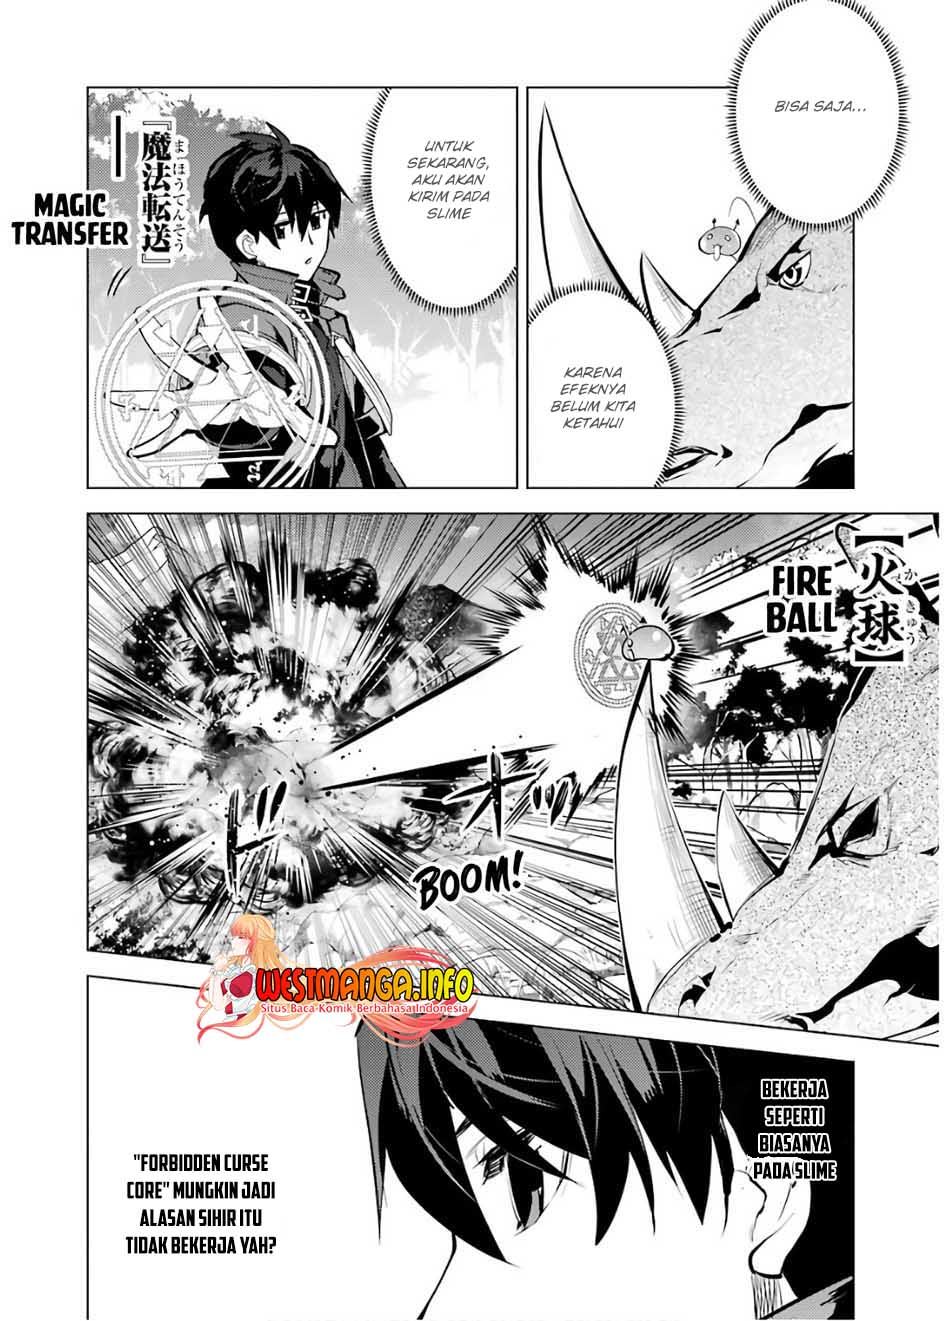 BISA SAJA...
KARENA
EFEKNYA
BELUM KITA
KETAHUI
UNTUK
SEKARANG,
AKU AKAN
KIRIM PADA
SLIME
『魔法転送』
まほうてんそう
MAGIC
TRANSFER
【火球】
かきゅう
FIRE
BALL
ドォッ
BOOM!
WESTMANGA.INFO
Situs Baca Komik Berbahasa Indonesia
BEKERJA
SEPERTI
BIASANYA
PADA SLIME
"FORBIDDEN CURSE
CORE" MUNGKIN JADI
ALASAN SIHIR ITU
TIDAK BEKERJA YAH?